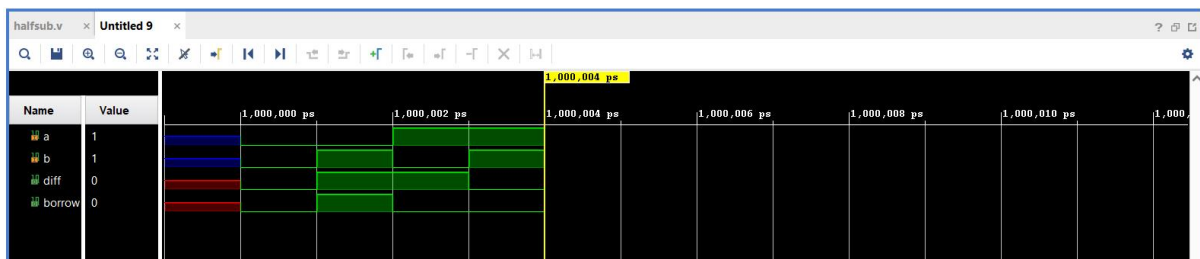 halfsub.v × Untitled 9 × ?
1,000,004 ps
Name Value 1,000,000 ps 1,000,002 ps 1,000,004 ps 1,000,006 ps 1,000,008 ps 1,000,010 ps 1,000,
a 1
b 1
diff 0
borrow 0